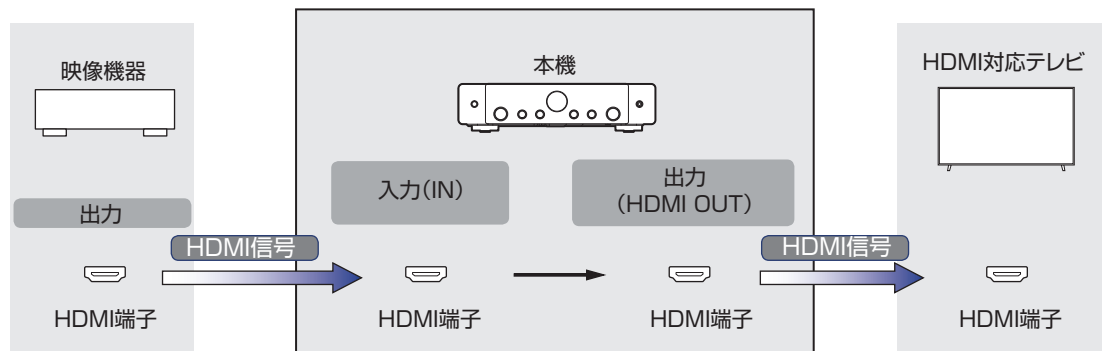 映像機器
本機
HDMI対応テレビ
出力
入力（IN）
出力
（HDMI OUT）
HDMI信号
HDMI信号
HDMI端子
HDMI端子
HDMI端子
HDMI端子